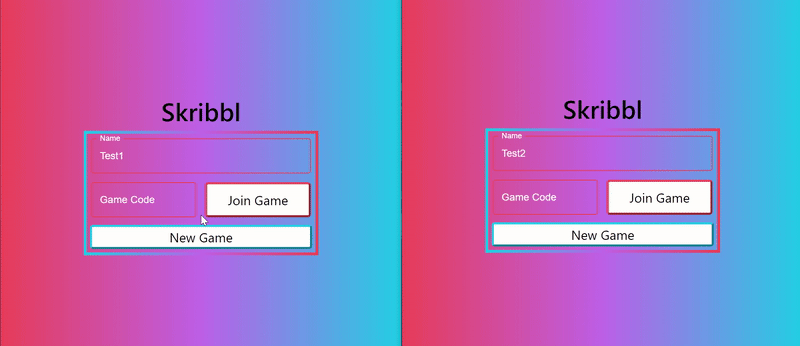 Skribbl
Name
Test1
Game Code
Join Game
New Game
Skribbl
Name
Test2
Game Code
Join Game
New Game